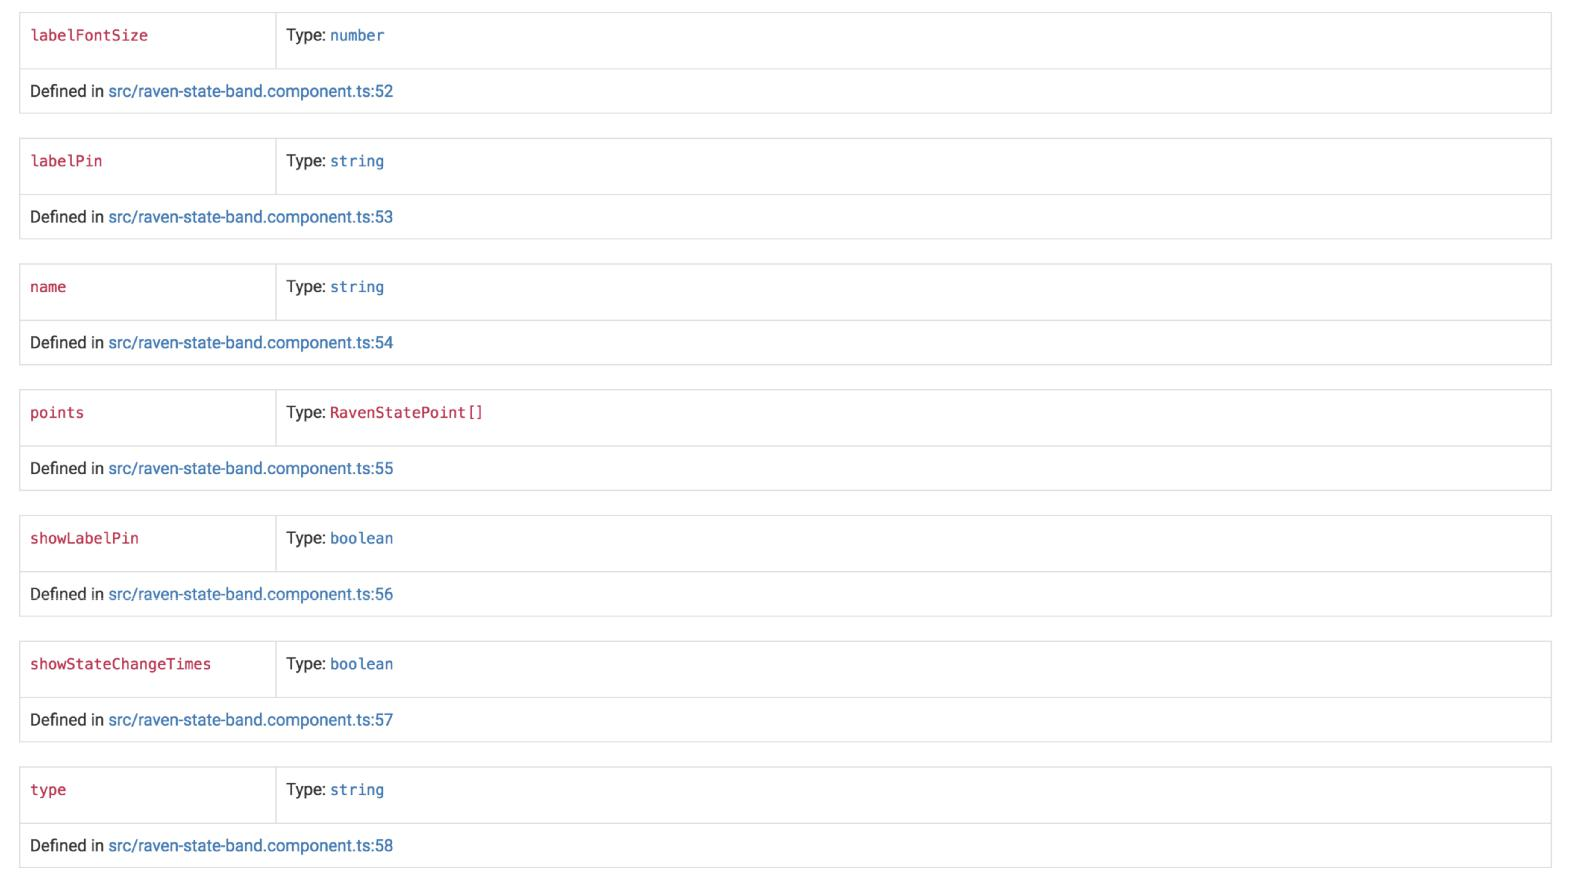 labelFontSize Type: number
Defined in src/raven-state-band.component.ts:52
labelPin Type: string
Defined in src/raven-state-band.component.ts:53
name Type: string
Defined in src/raven-state-band.component.ts:54
points Type: RavenStatePoint[]
Defined in src/raven-state-band.component.ts:55
showLabelPin Type: boolean
Defined in src/raven-state-band.component.ts:56
showStateChangeTimes Type: boolean
Defined in src/raven-state-band.component.ts:57
type Type: string
Defined in src/raven-state-band.component.ts:58